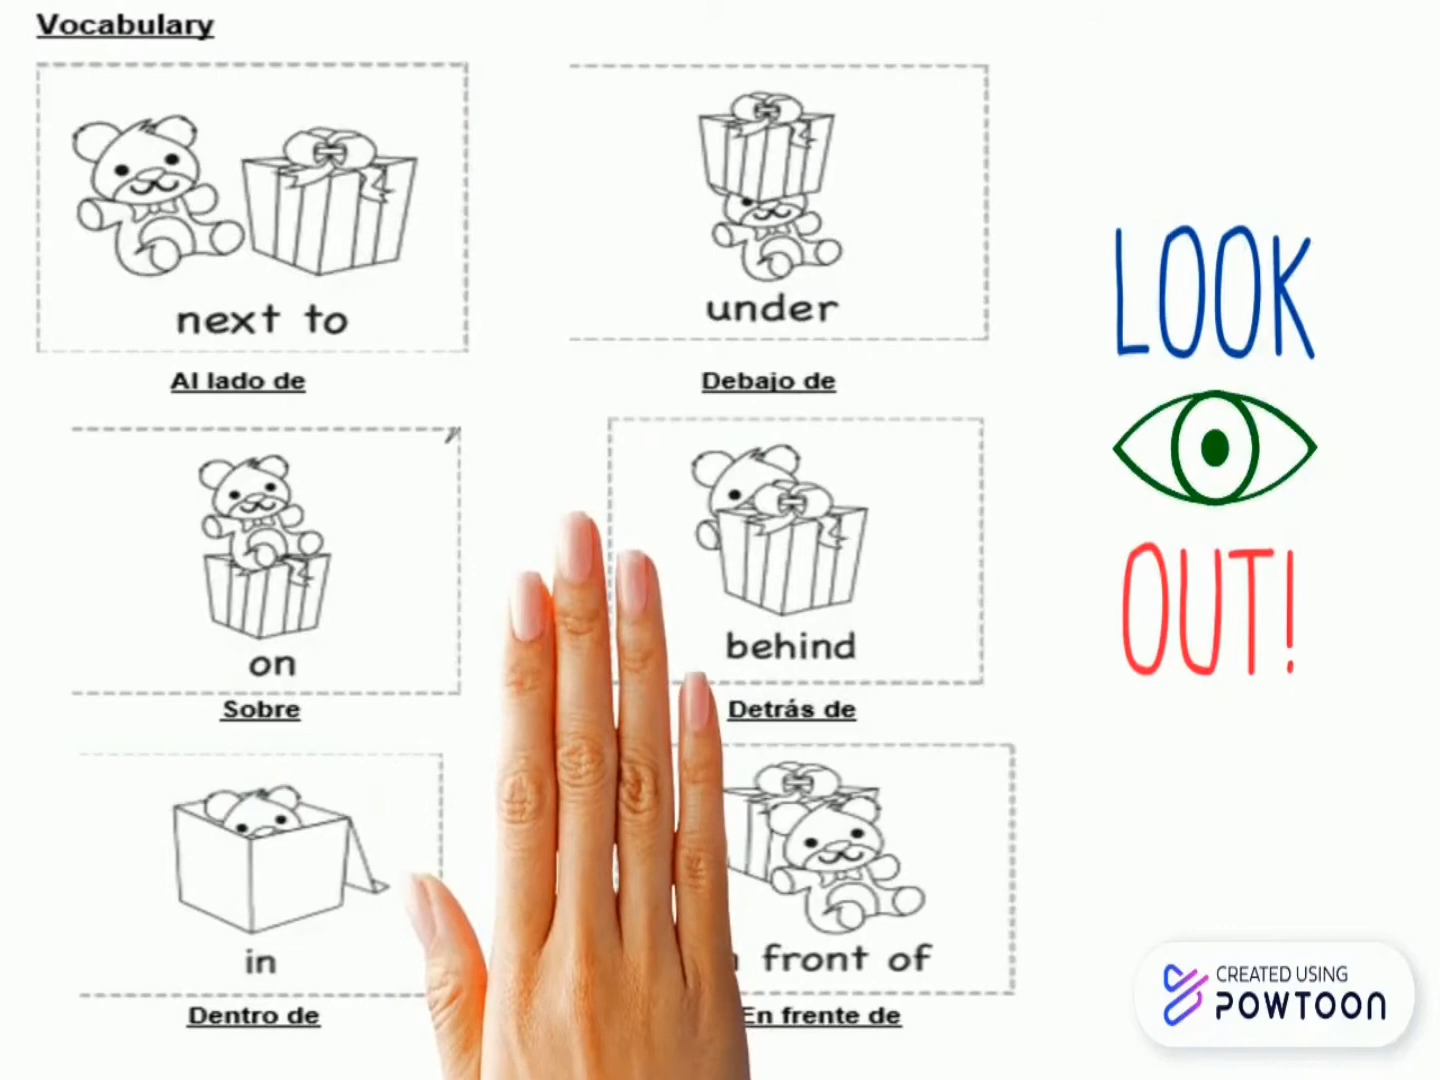 Vocabulary
next to
Al lado de
under
Debajo de
on
Sobre
behind
Detrás de
in
Dentro de
front of
En frente de
LOOK
OUT!
CREATED USING
POWTOON